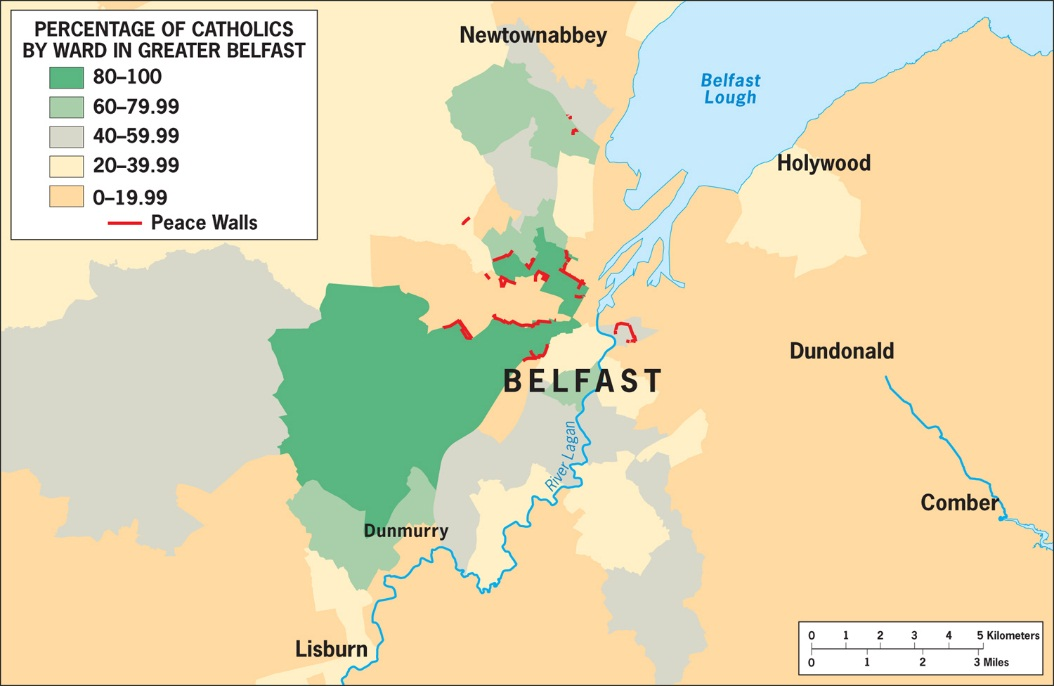 PERCENTAGE OF CATHOLICS
BY WARD IN GREATER BELFAST
80–100
60–79.99
40–59.99
20–39.99
0–19.99
Peace Walls
Newtownabbey
Belfast
Lough
Holywood
Dundonald
BELFAST
River Lagan
Comber
Dunmurry
Lisburn
0 1 2 3 4 5 Kilometers
0 1 2 3 Miles